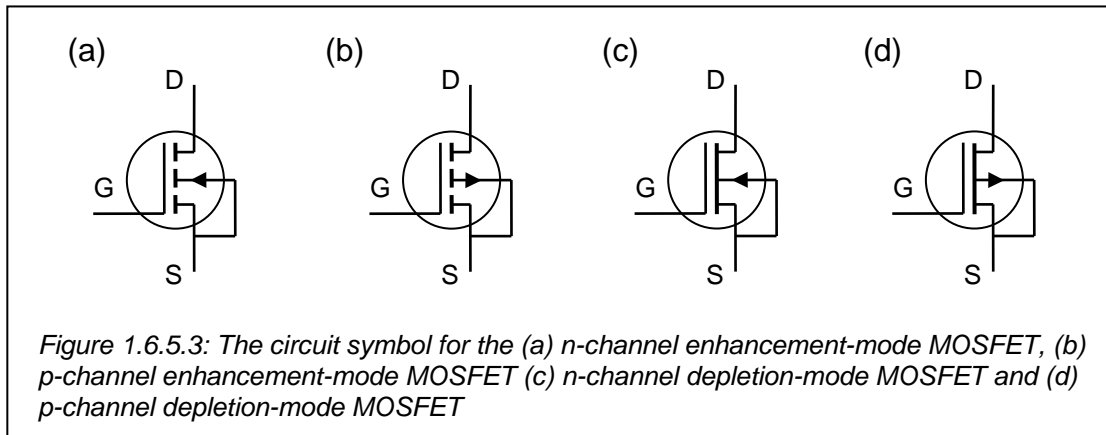 (a) (b) (c) (d)
D D D D
G G G G
S S S S
Figure 1.6.5.3: The circuit symbol for the (a) n-channel enhancement-mode MOSFET, (b)
p-channel enhancement-mode MOSFET (c) n-channel depletion-mode MOSFET and (d)
p-channel depletion-mode MOSFET